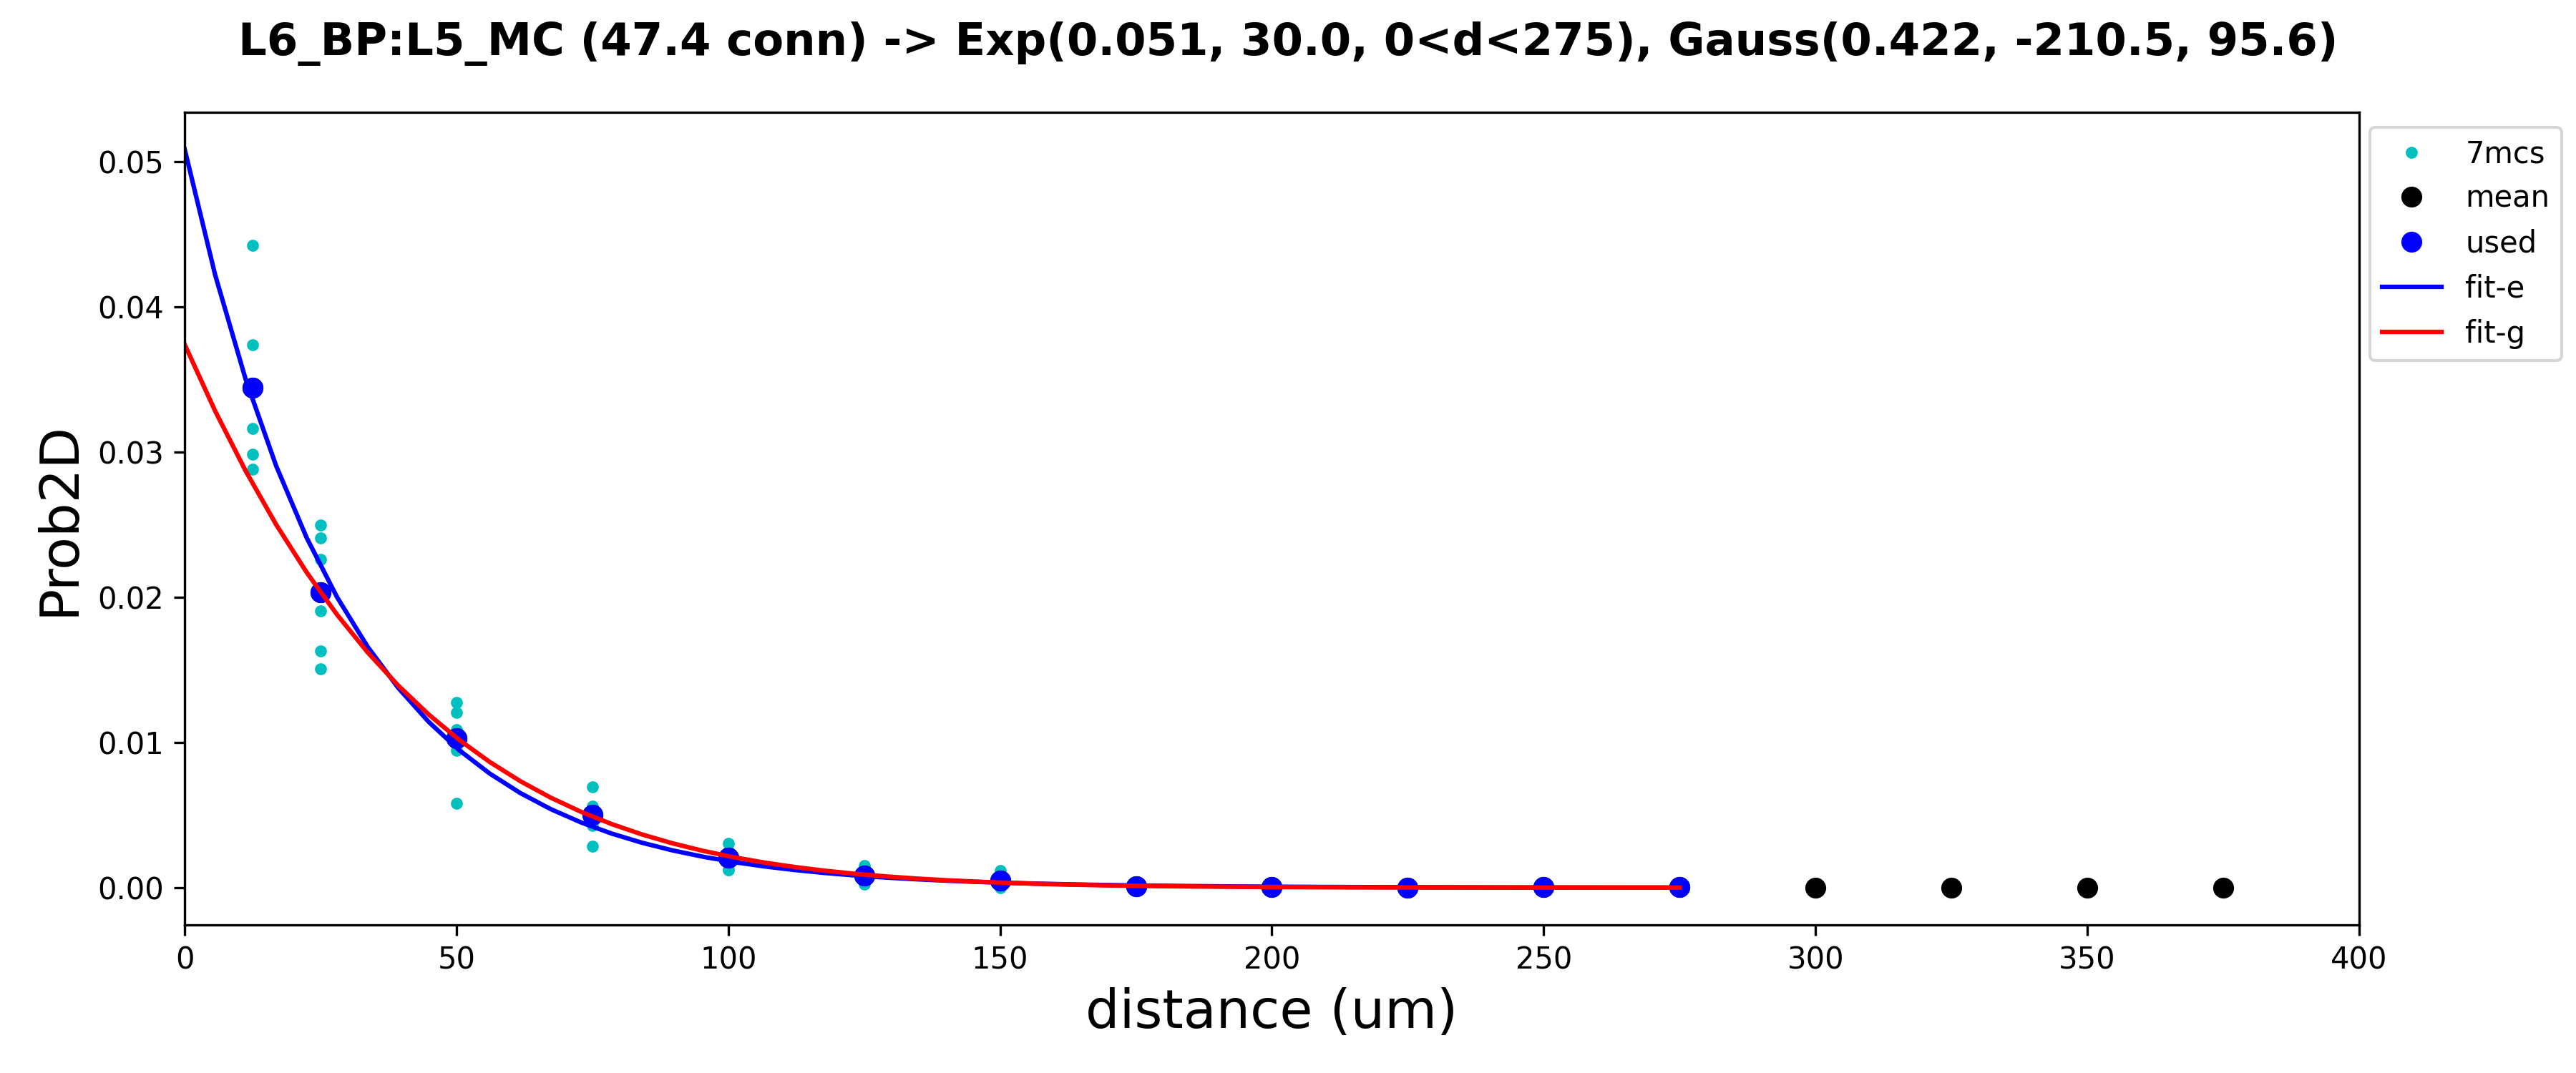 L6_BP:L5_MC (47.4 conn) -> Exp(0.051, 30.0, 0<d<275), Gauss(0.422, -210.5, 95.6)
7mcs
mean
used
fit-e
fit-g
Prob2D
0.05
0.04
0.03
0.02
0.01
0.00
0 50 100 150 200 250 300 350 400
distance (um)